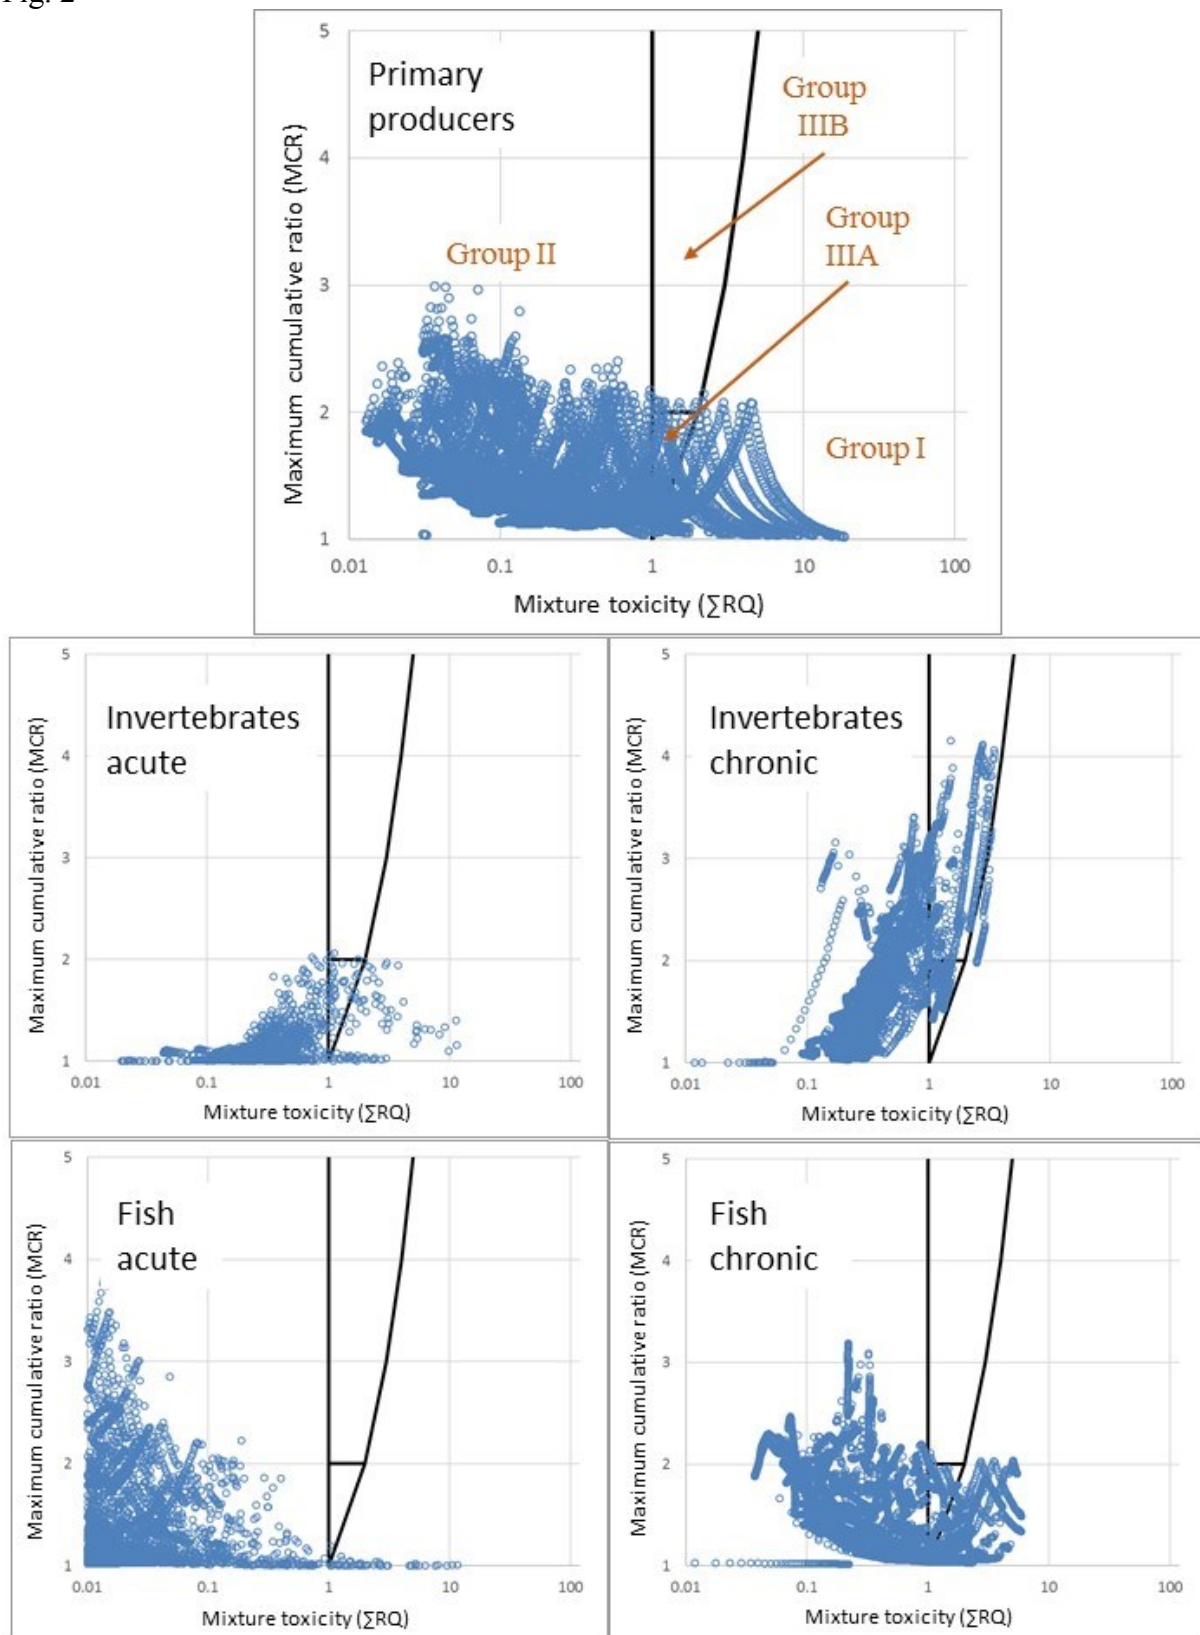 Fig. 2
Primary
producers
Group
IIIB
Group
IIIA
Group II
Group I
Maximum cumulative ratio (MCR)
5
4
3
2
1
0.01 0.1 1 10 100
Mixture toxicity (∑RQ)
Invertebrates
acute
Maximum cumulative ratio (MCR)
5
4
3
2
1
0.01 0.1 1 10 100
Mixture toxicity (∑RQ)
Invertebrates
chronic
Maximum cumulative ratio (MCR)
5
4
3
2
1
0.01 0.1 1 10 100
Mixture toxicity (∑RQ)
Fish
acute
Maximum cumulative ratio (MCR)
5
4
3
2
1
0.01 0.1 1 10 100
Mixture toxicity (∑RQ)
Fish
chronic
Maximum cumulative ratio (MCR)
5
4
3
2
1
0.01 0.1 1 10 100
Mixture toxicity (∑RQ)